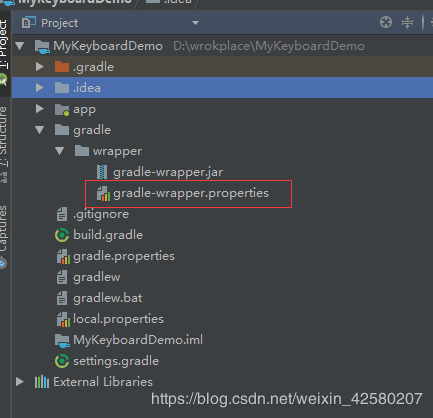 MyKeyboardDemo .idea
Project
1: Project
MyKeyboardDemo D:\wrokplace\MyKeyboardDemo
.gradle
.idea
app
gradle
wrapper
gradle-wrapper.jar
gradle-wrapper.properties
.gitignore
build.gradle
gradle.properties
gradlew
gradlew.bat
local.properties
MyKeyboardDemo.iml
settings.gradle
External Libraries
7: Structure
Captures
https://blog.csdn.net/weixin_42580207